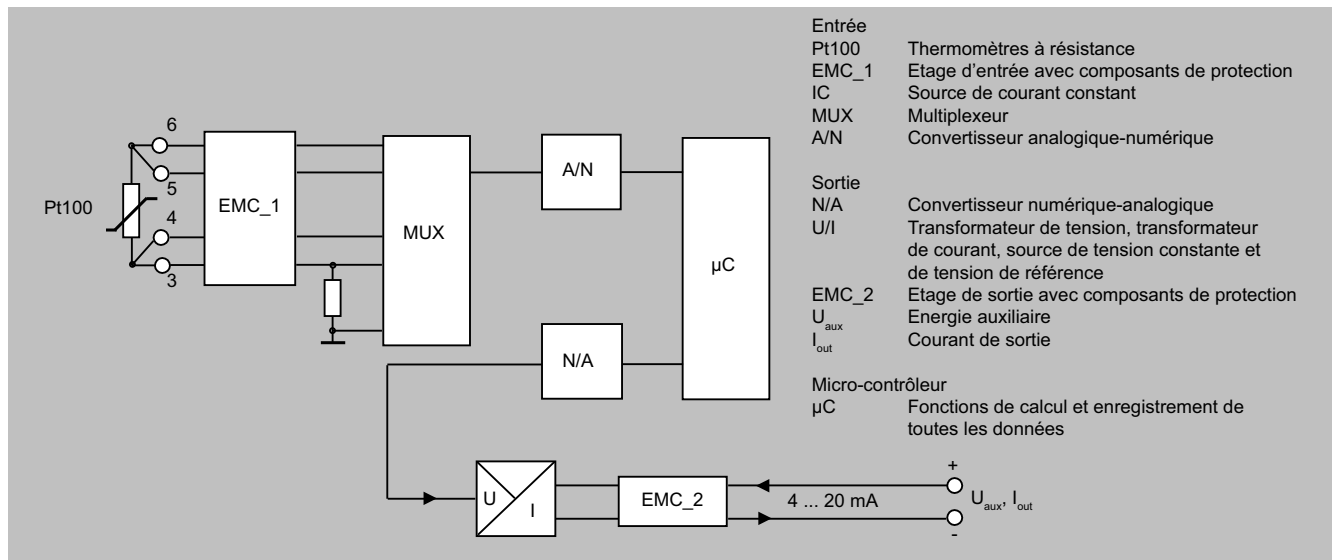 Entrée
Pt100 Thermomètres à résistance
EMC_1 Etage d'entrée avec composants de protection
IC Source de courant constant
MUX Multiplexeur
A/N Convertisseur analogique-numérique
Sortie
N/A Convertisseur numérique-analogique
U/I Transformateur de tension, transformateur
de courant, source de tension constante et
de tension de référence
EMC_2 Etage de sortie avec composants de protection
Uaux Energie auxiliaire
Iout Courant de sortie
Micro-contrôleur
µC Fonctions de calcul et enregistrement de
toutes les données
6
5
Pt100
4
3
EMC_1
MUX
A/N
µC
N/A
U
I
EMC_2
4 ... 20 mA
+
Uaux, Iout
-